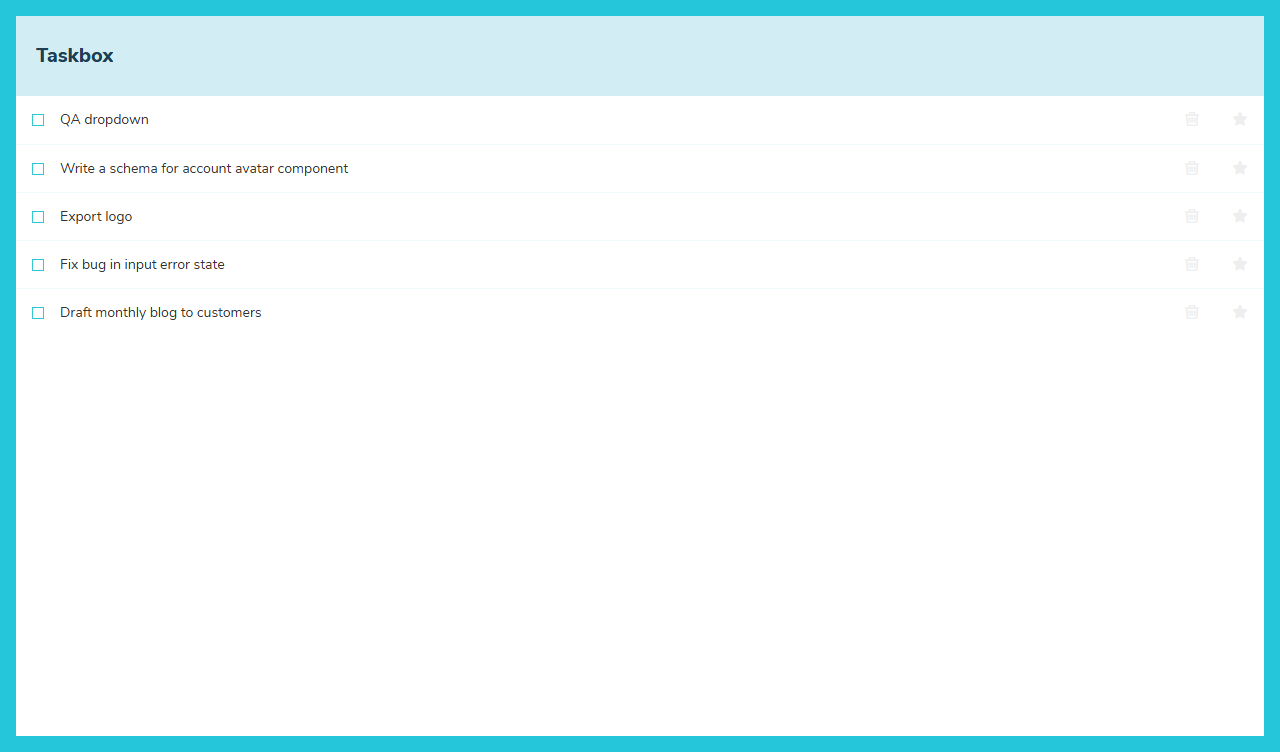 Taskbox
QA dropdown
Write a schema for account avatar component
Export logo
Fix bug in input error state
Draft monthly blog to customers